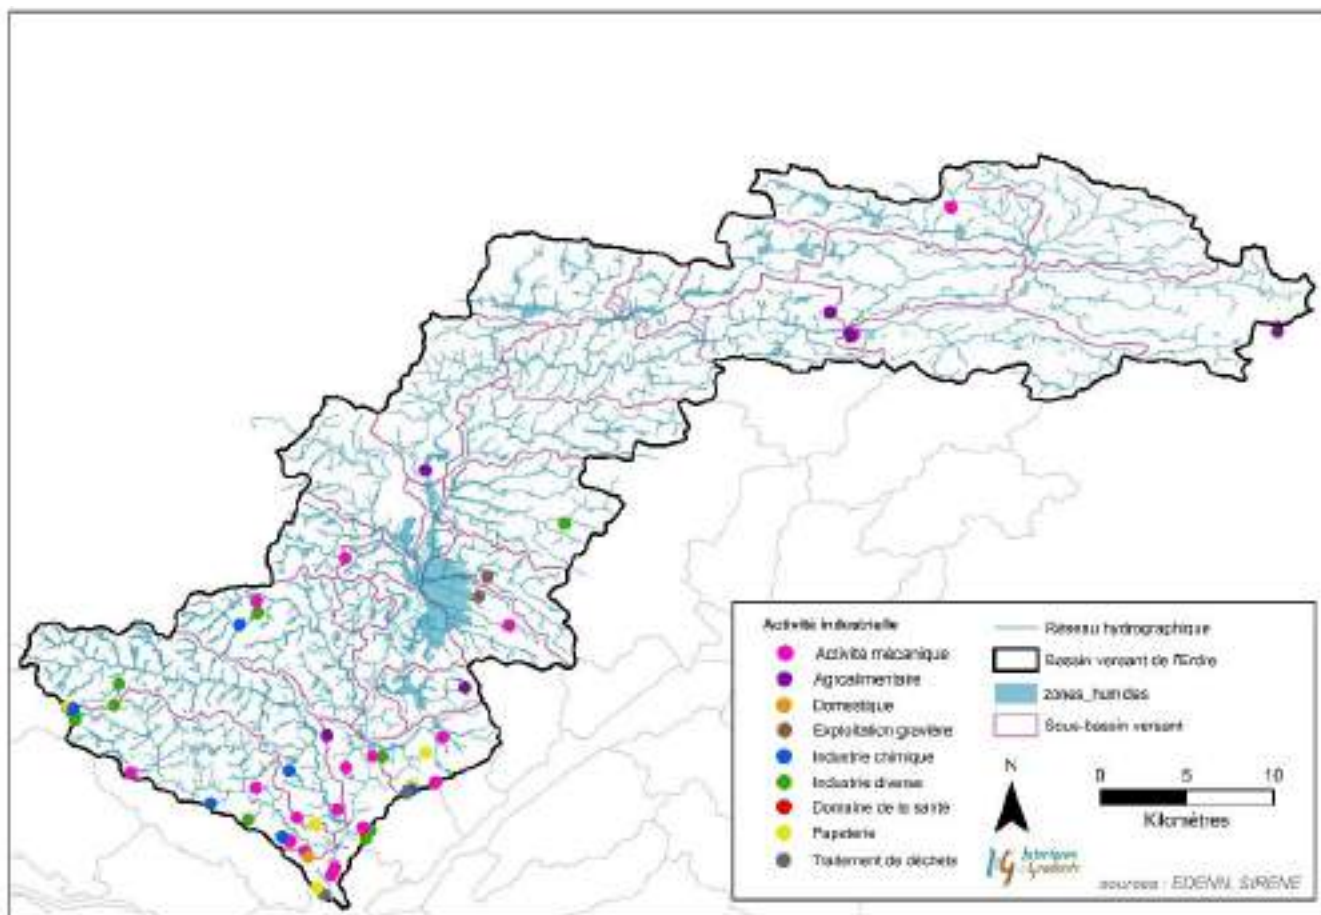 Activité industrielle
Activité mécanique
Agroalimentaire
Domestique
Exploitation gravière
Industrie chimique
Industrie diverse
Domaine de la santé
Papeterie
Traitement de déchets
Réseau hydrographique
Bassin versant de l'Erdre
zones_humides
Sous-bassin versant
N
0 5 10
Kilomètres
sources : EDENN, SIRENE